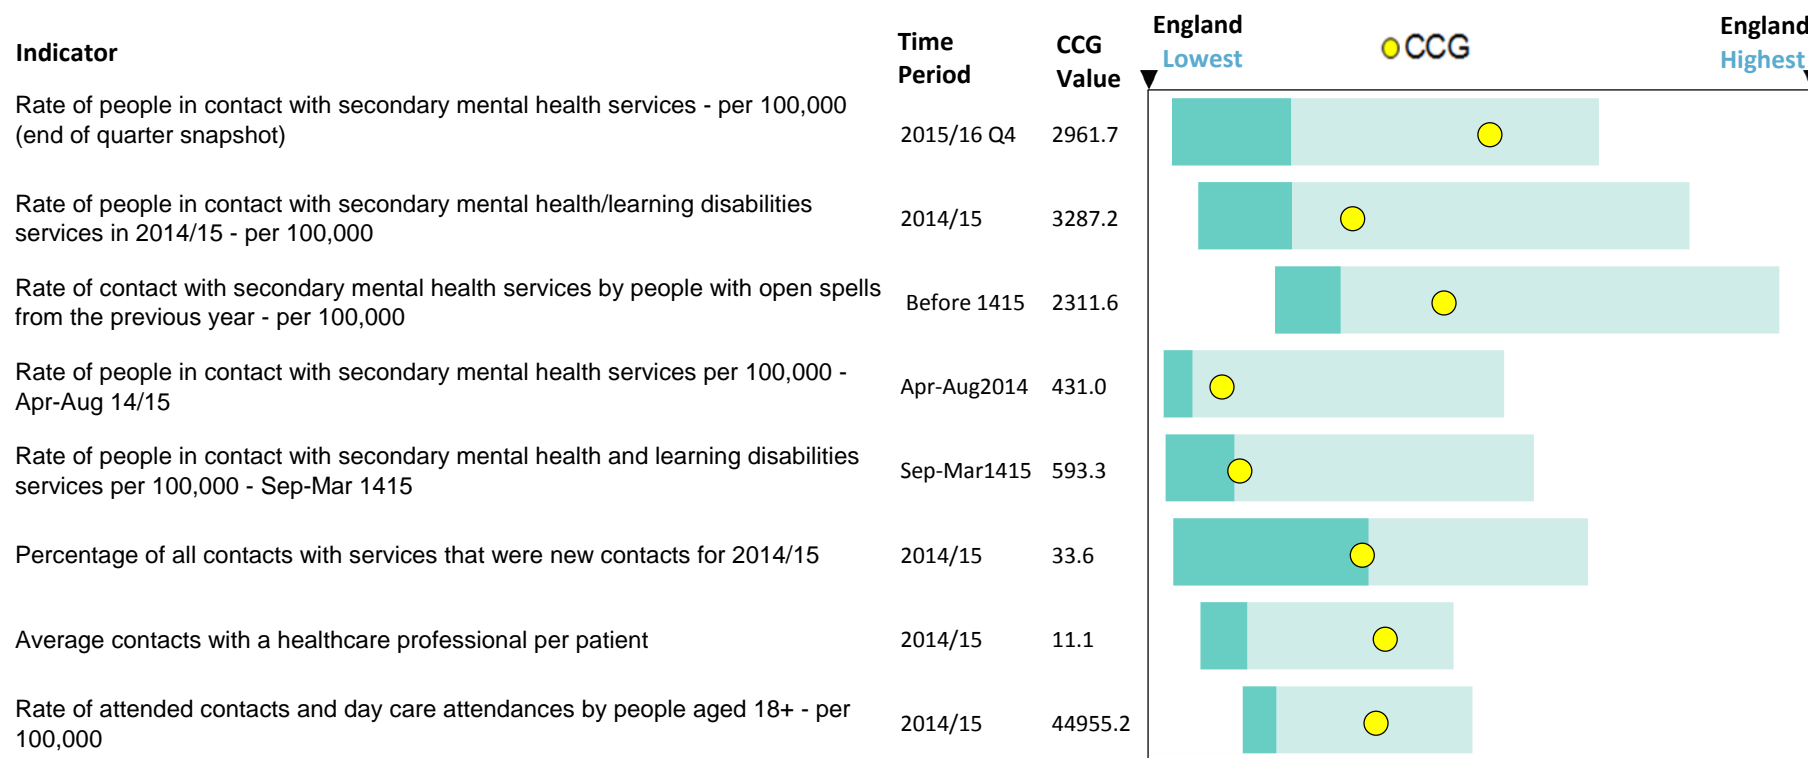 England England
Indicator Time Period CCG Value Lowest CCG Highest
Rate of people in contact with secondary mental health services - per 100,000
(end of quarter snapshot) 2015/16 Q4 2961.7
Rate of people in contact with secondary mental health/learning disabilities
services in 2014/15 - per 100,000 2014/15 3287.2
Rate of contact with secondary mental health services by people with open spells
from the previous year - per 100,000 Before 1415 2311.6
Rate of people in contact with secondary mental health services per 100,000 -
Apr-Aug 14/15 Apr-Aug2014 431.0
Rate of people in contact with secondary mental health and learning disabilities
services per 100,000 - Sep-Mar 1415 Sep-Mar1415 593.3
Percentage of all contacts with services that were new contacts for 2014/15 2014/15 33.6
Average contacts with a healthcare professional per patient 2014/15 11.1
Rate of attended contacts and day care attendances by people aged 18+ - per
100,000 2014/15 44955.2